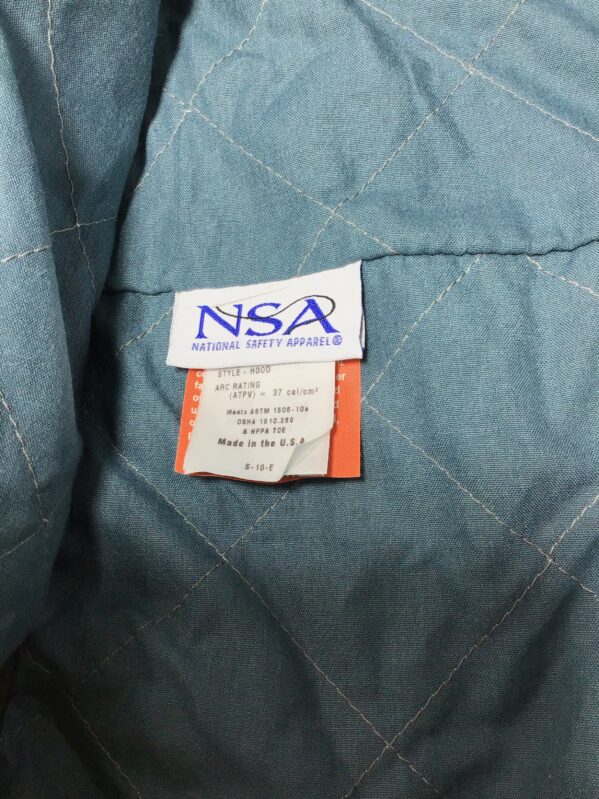 NSA
NATIONAL SAFETY APPAREL®
STYLE - HOOD
ARC RATING
(ATPV) = 37 cal/cm²
Meets ASTM 1506-10a
OSHA 1910.269
& NFPA 70E
Made in the U.S.A
S-10-E